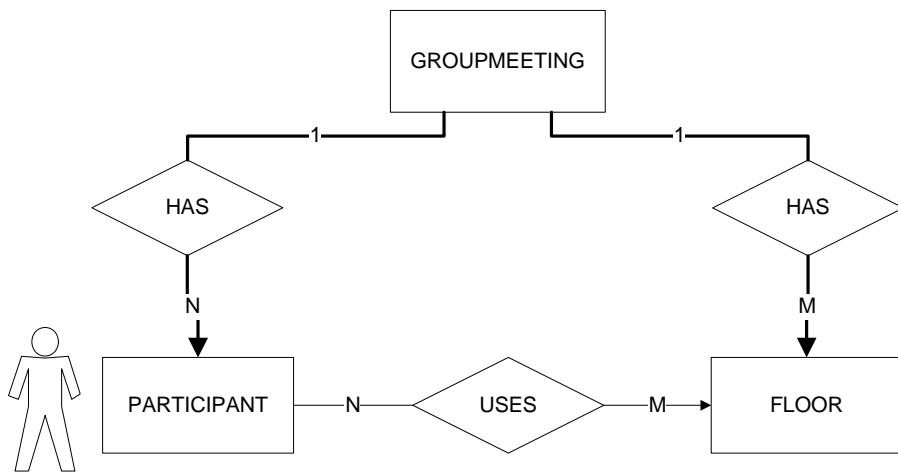 GROUPMEETING
1
1
HAS
HAS
N
M
PARTICIPANT
N
USES
M
FLOOR